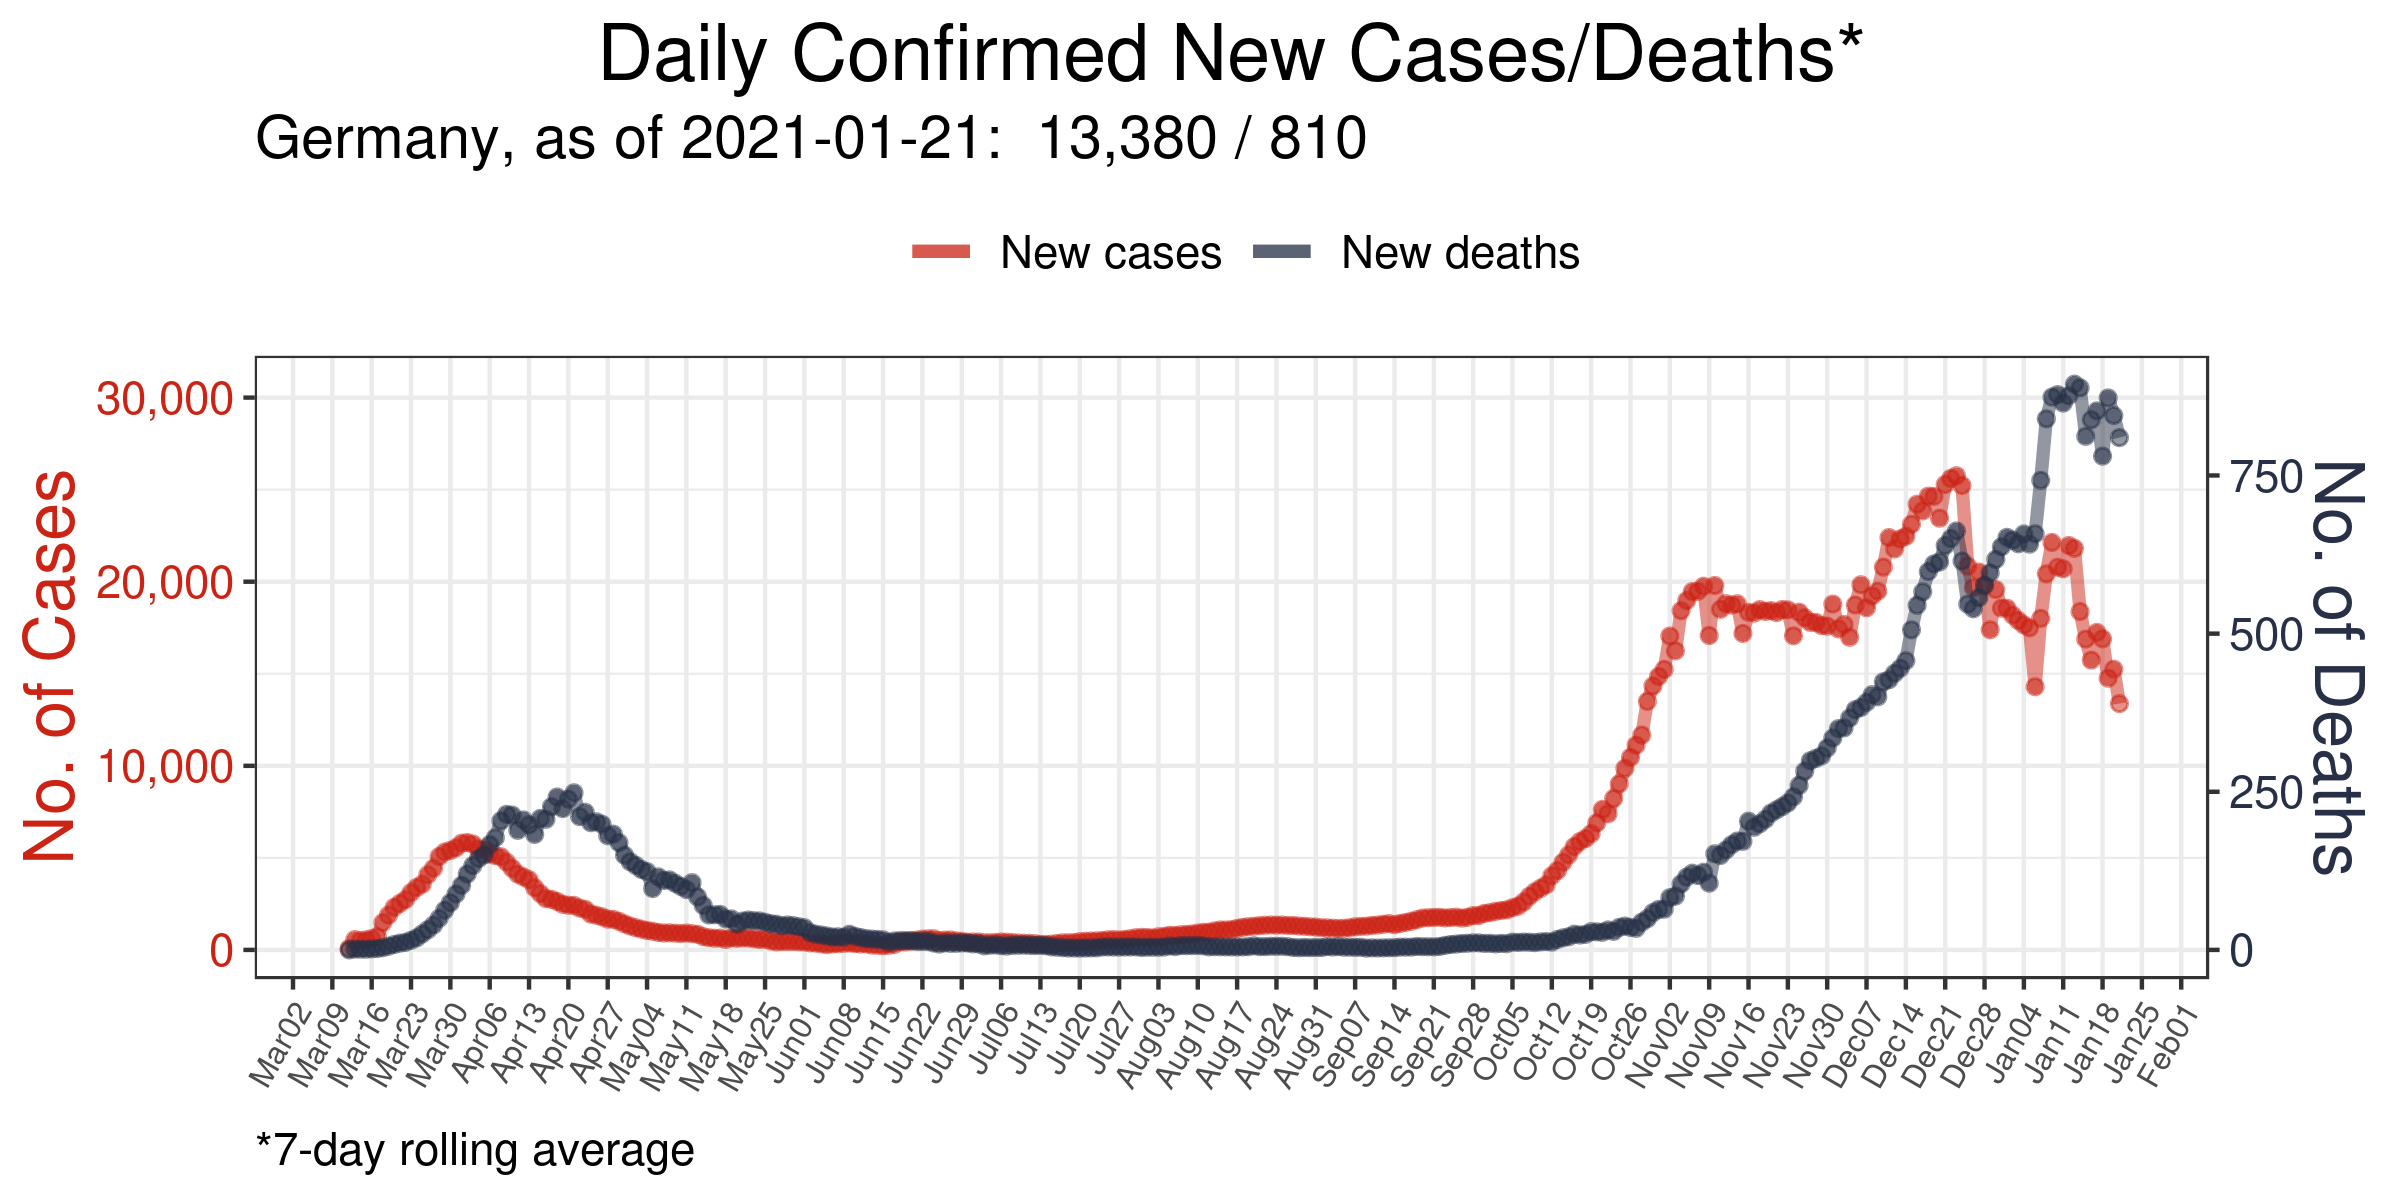 Daily Confirmed New Cases/Deaths*
Germany, as of 2021-01-21:  13,380 / 810
New cases
New deaths
No. of Cases
30,000
20,000
10,000
0
750
500
250
0
No. of Deaths
Mar02
Mar09
Mar16
Mar23
Mar30
Apr06
Apr13
Apr20
Apr27
May04
May11
May18
May25
Jun01
Jun08
Jun15
Jun22
Jun29
Jul06
Jul13
Jul20
Jul27
Aug03
Aug10
Aug17
Aug24
Aug31
Sep07
Sep14
Sep21
Sep28
Oct05
Oct12
Oct19
Oct26
Nov02
Nov09
Nov16
Nov23
Nov30
Dec07
Dec14
Dec21
Dec28
Jan04
Jan11
Jan18
Jan25
Feb01
*7-day rolling average